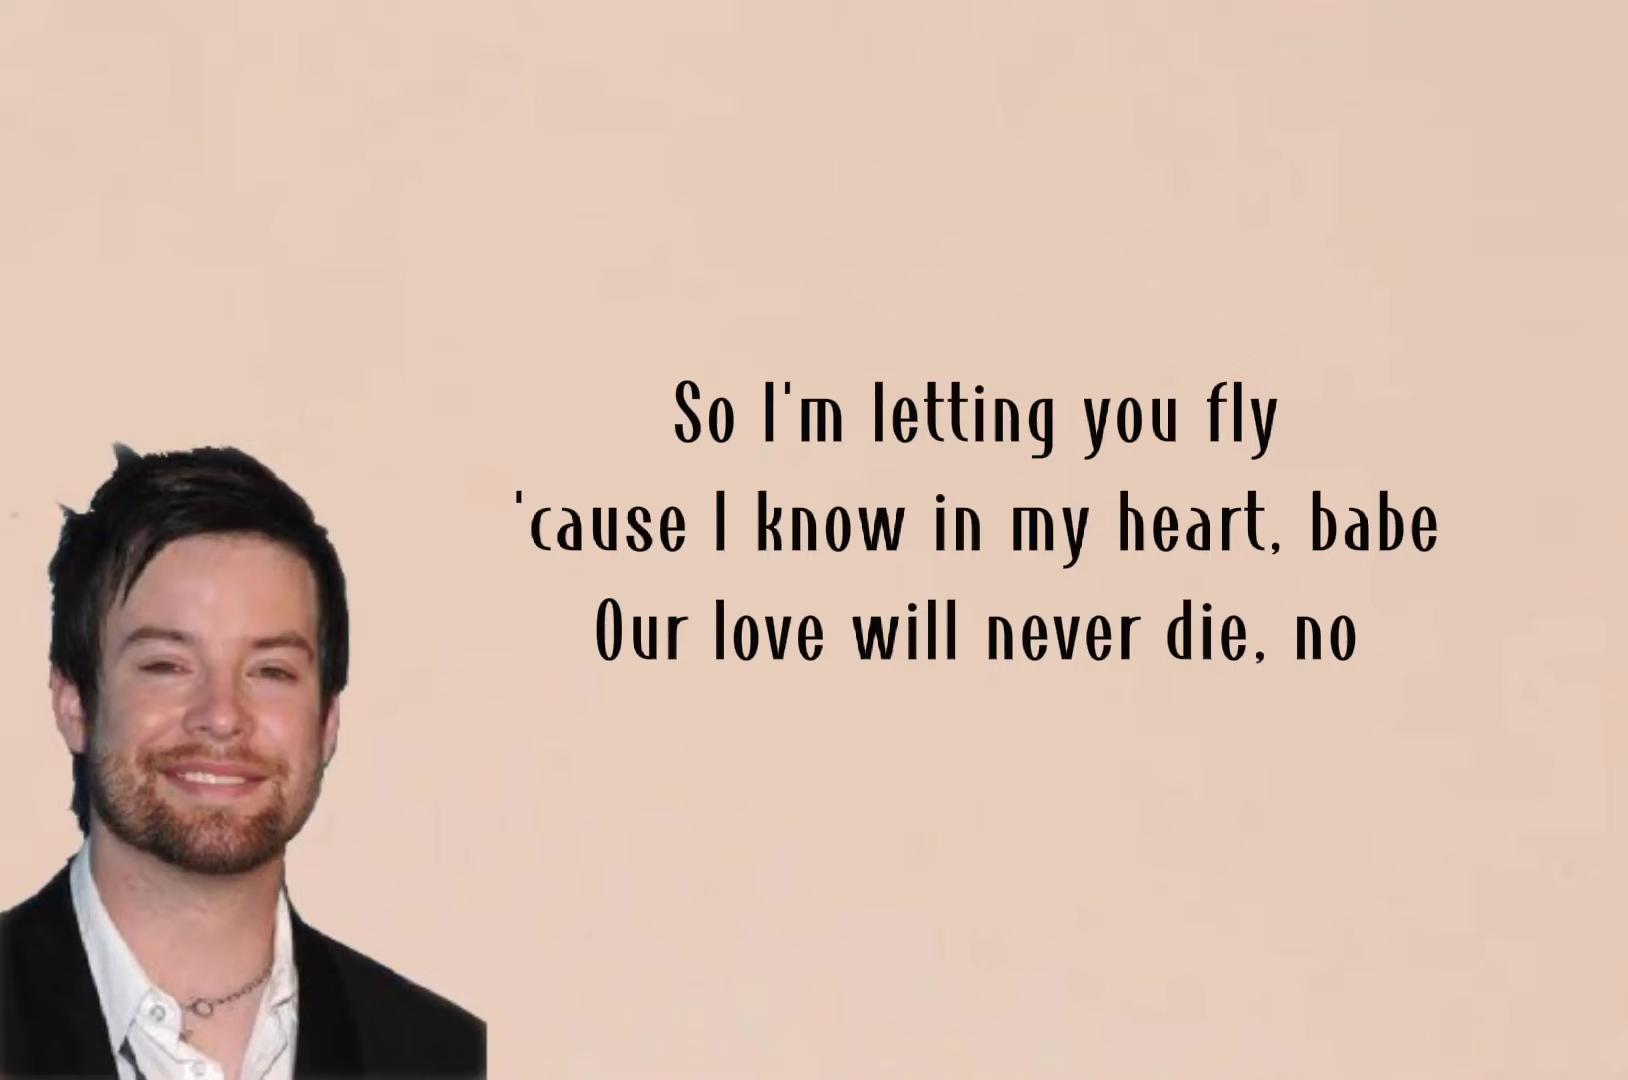 So I'm letting you fly
'cause I know in my heart, babe
Our love will never die, no